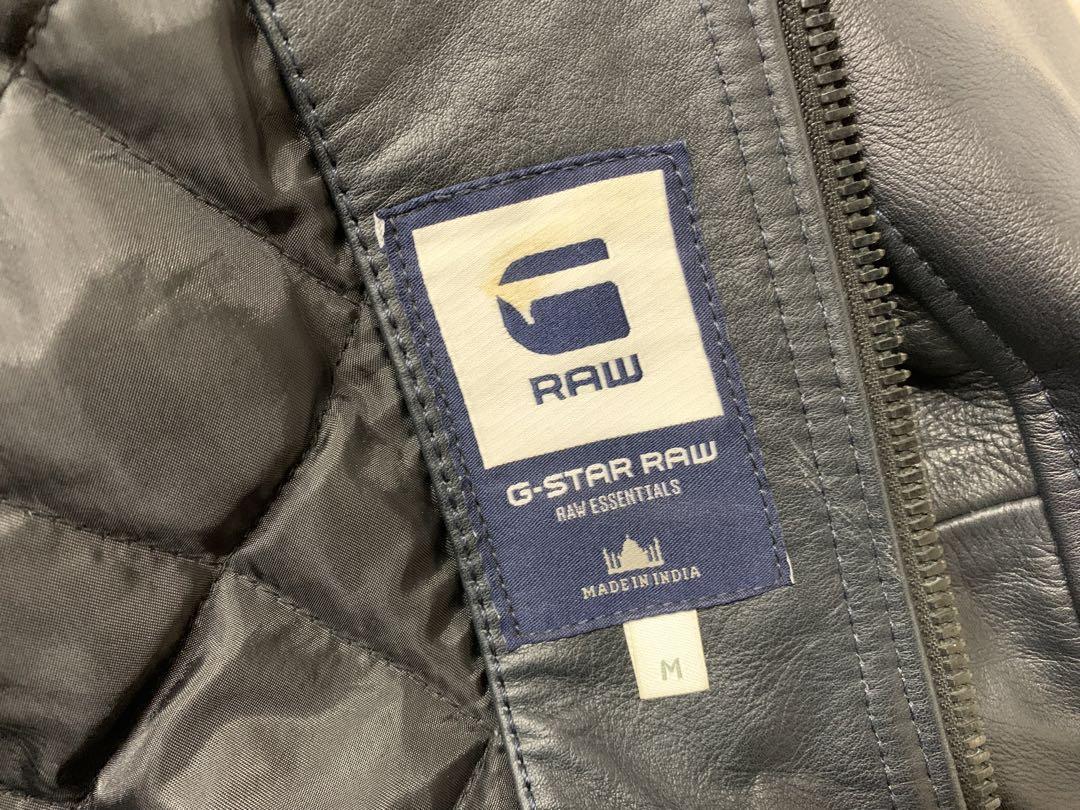 RAW
G-STAR RAW
RAW ESSENTIALS
MADE IN INDIA
M